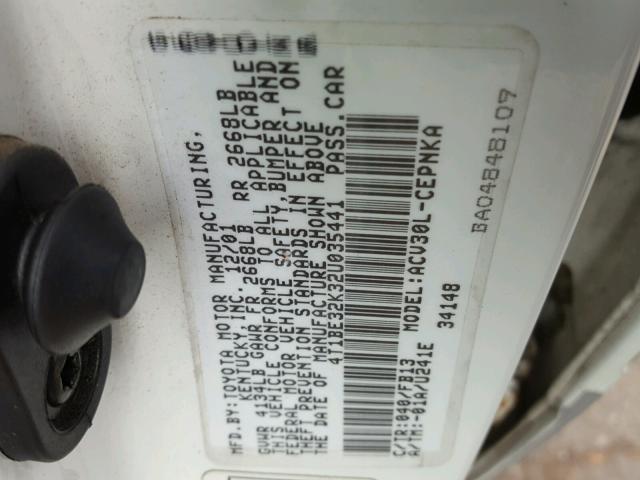 MFD.BY:TOYOTA MOTOR MANUFACTURING,
KENTUCKY, INC. 12/01
GVWR 4134LB GAWR FR 2668LB RR 2668LB
THIS VEHICLE CONFORMS TO ALL APPLICABLE
FEDERAL MOTOR VEHICLE SAFETY, BUMPER AND
THEFT PREVENTION STANDARDS IN EFFECT ON
THE DATE OF MANUFACTURE SHOWN ABOVE
4T1BE32K32U035441 PASS.CAR
C/TR:040/FB13 MODEL:ACV30L-CEPNKA
A/TM:-01A/U241E 34148
BA04848109